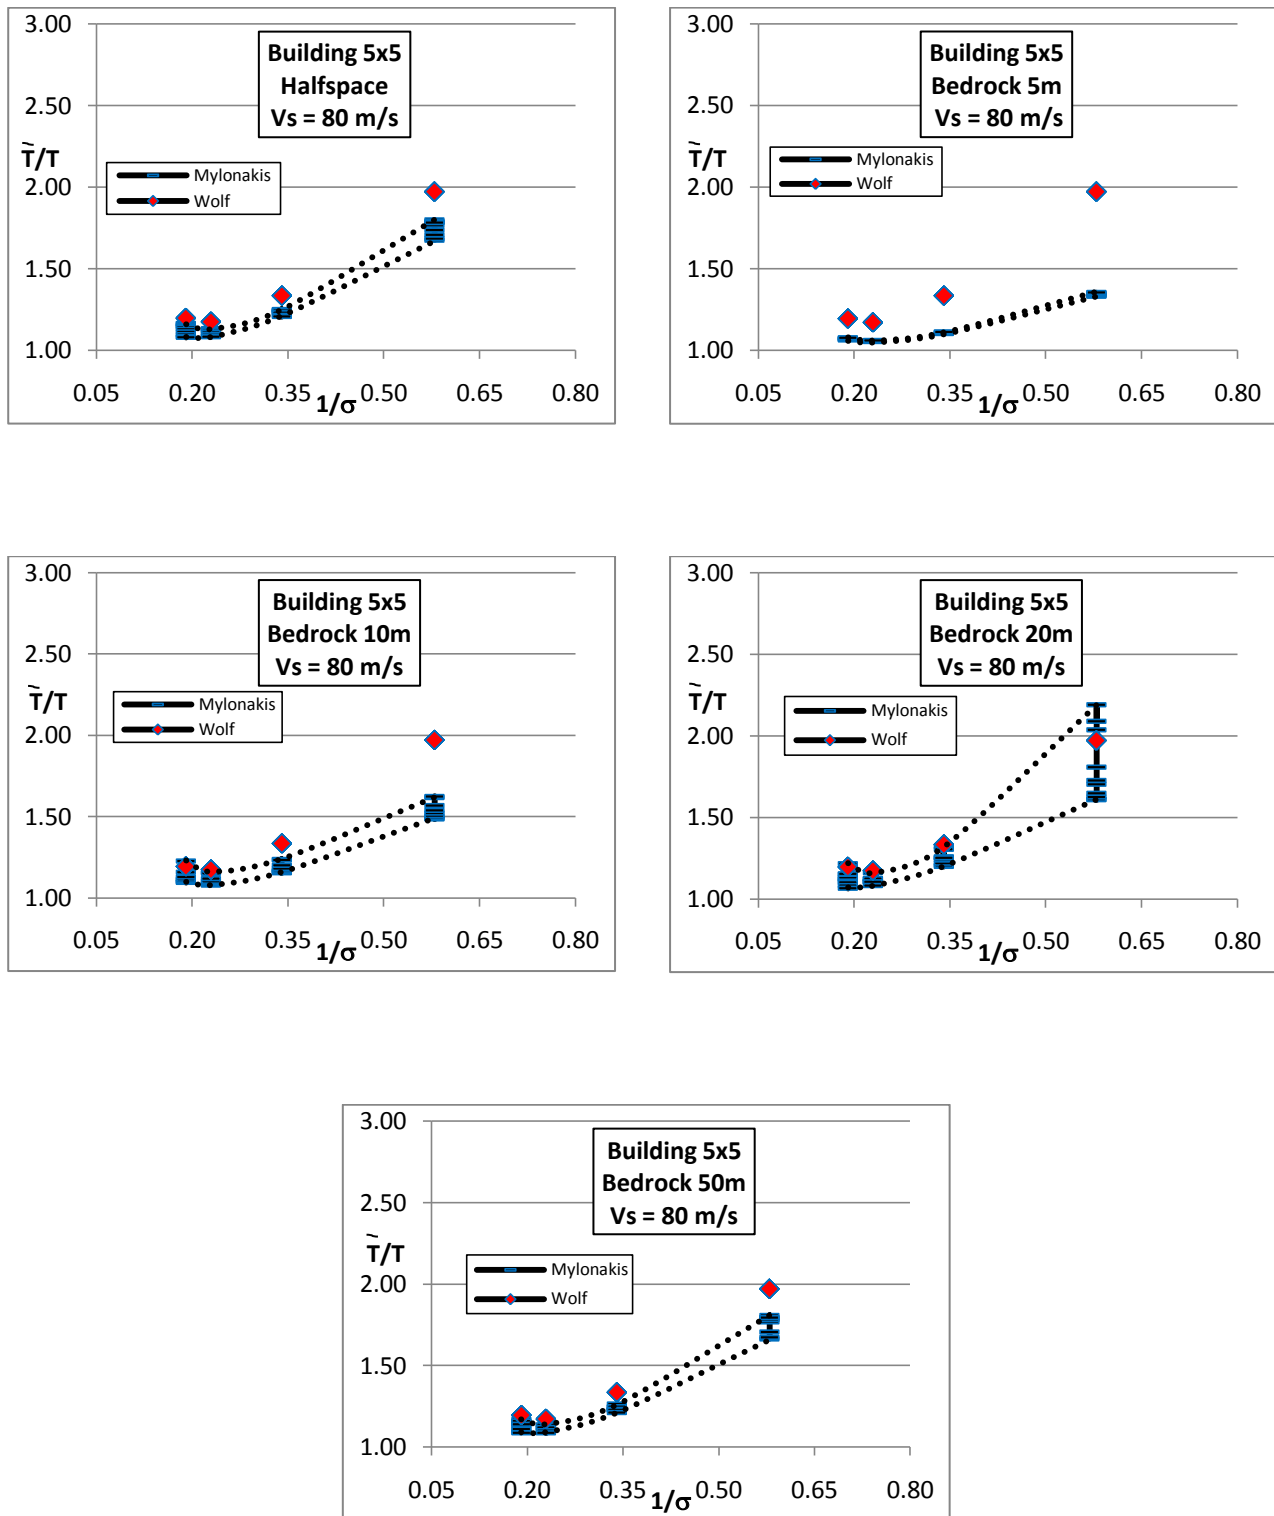 3.00
Building 5x5
Halfspace
Vs = 80 m/s
2.50
T̃/T
Mylonakis
2.00
Wolf
1.50
1.00
0.05 0.20 0.35 0.50 0.65 0.80
1/σ
3.00
Building 5x5
Bedrock 5m
Vs = 80 m/s
2.50
T̃/T
Mylonakis
2.00
Wolf
1.50
1.00
0.05 0.20 0.35 0.50 0.65 0.80
1/σ
3.00
Building 5x5
Bedrock 10m
Vs = 80 m/s
2.50
T̃/T
Mylonakis
2.00
Wolf
1.50
1.00
0.05 0.20 0.35 0.50 0.65 0.80
1/σ
3.00
Building 5x5
Bedrock 20m
Vs = 80 m/s
2.50
T̃/T
Mylonakis
2.00
Wolf
1.50
1.00
0.05 0.20 0.35 0.50 0.65 0.80
1/σ
3.00
Building 5x5
Bedrock 50m
Vs = 80 m/s
2.50
T̃/T
Mylonakis
2.00
Wolf
1.50
1.00
0.05 0.20 0.35 0.50 0.65 0.80
1/σ